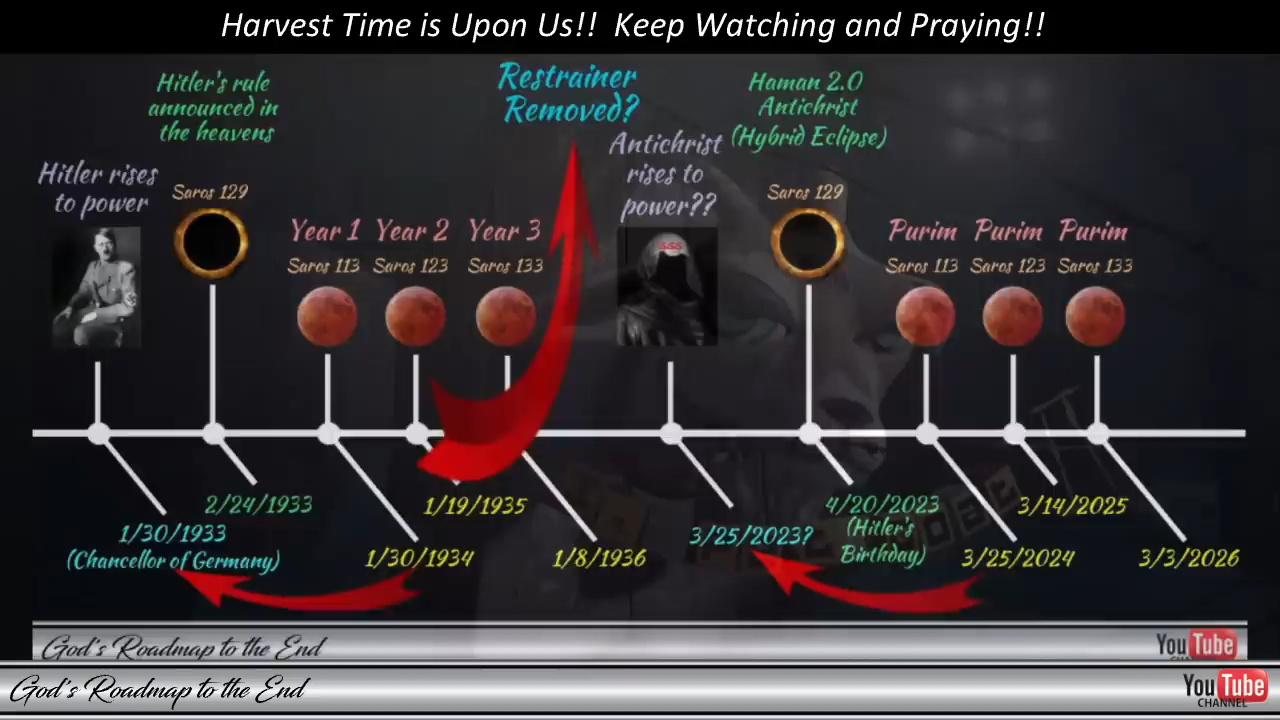 Harvest Time is Upon Us!!  Keep Watching and Praying!!
Hitler's rule
announced in
the heavens
Restrainer
Removed?
Haman 2.0
Antichrist
(Hybrid Eclipse)
Hitler rises
to power
Antichrist
rises to
power??
Saros 129
Saros 129
Year 1
Year 2
Year 3
Purim
Purim
Purim
Saros 113
Saros 123
Saros 133
Saros 113
Saros 123
Saros 133
2/24/1933
1/19/1935
4/20/2023
(Hitler's
Birthday)
3/14/2025
1/30/1933
(Chancellor of Germany)
1/30/1934
1/8/1936
3/25/2023?
3/25/2024
3/3/2026
God's Roadmap to the End
YouTube
God's Roadmap to the End
YouTube
CHANNEL